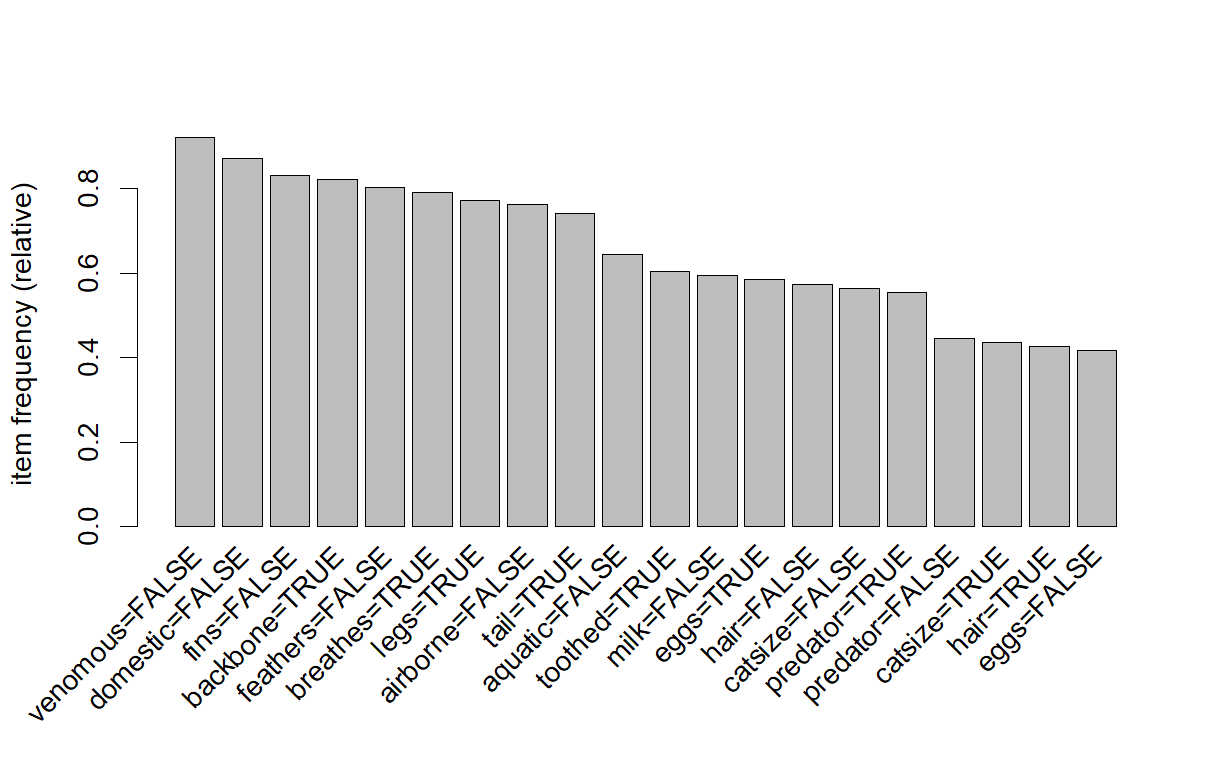 item frequency (relative)
0.8
0.6
0.4
0.2
0.0
venomous=FALSE
domestic=FALSE
fins=FALSE
backbone=TRUE
feathers=FALSE
breathes=TRUE
legs=TRUE
airborne=FALSE
tail=TRUE
aquatic=FALSE
toothed=TRUE
milk=FALSE
eggs=TRUE
hair=FALSE
catsize=FALSE
predator=TRUE
predator=FALSE
catsize=TRUE
hair=TRUE
eggs=FALSE